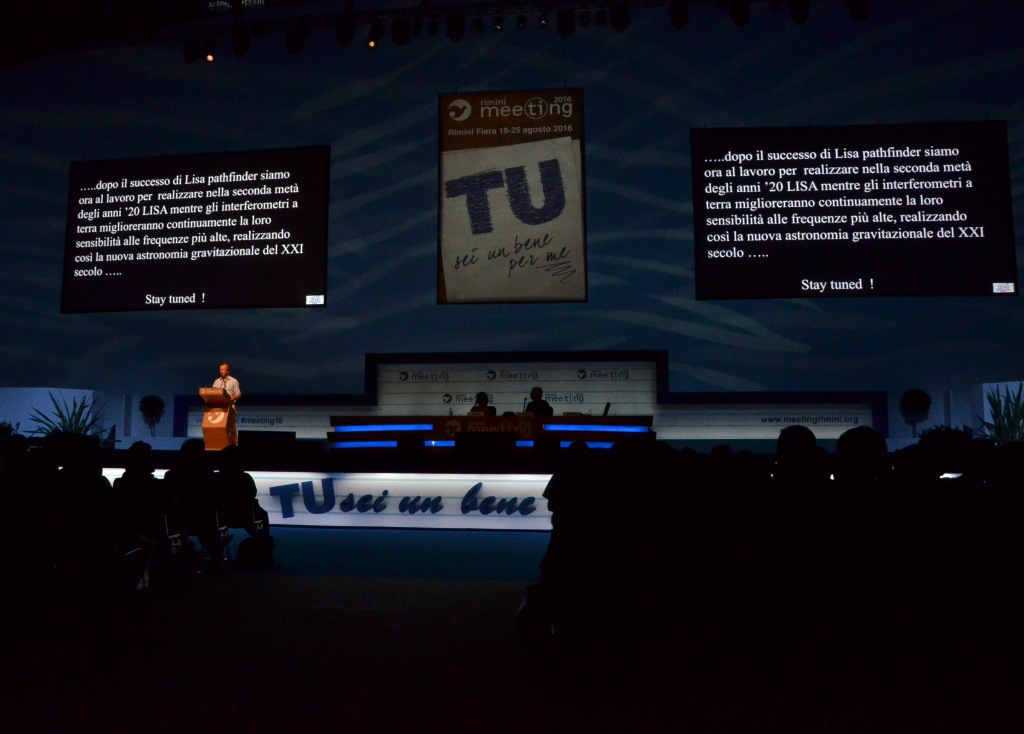 …..dopo il successo di Lisa pathfinder siamo
ora al lavoro per realizzare nella seconda metà
degli anni ’20 LISA mentre gli interferometri a
terra miglioreranno continuamente la loro
sensibilità alle frequenze più alte, realizzando
così la nuova astronomia gravitazionale del XXI
secolo …..
Stay tuned !
rimini 2016
meeting
Rimini Fiera 19-25 agosto 2016
TU
sei un bene
per me
…..dopo il successo di Lisa pathfinder siamo
ora al lavoro per realizzare nella seconda metà
degli anni ’20 LISA mentre gli interferometri a
terra miglioreranno continuamente la loro
sensibilità alle frequenze più alte, realizzando
così la nuova astronomia gravitazionale del XXI
secolo …..
Stay tuned !
meeting meeting meeting
meeting meeting
#meeting16
meeting
www.meetingrimini.org
TU sei un bene